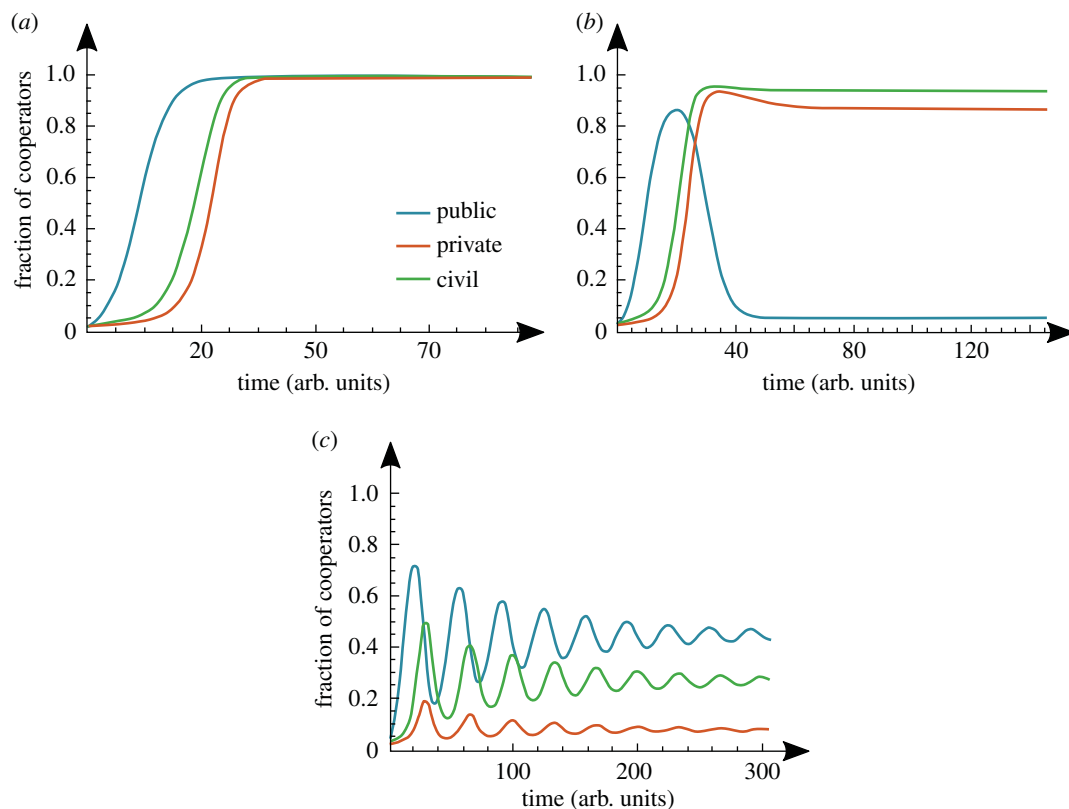 (a)
1.0
0.8
0.6
0.4
0.2
0
fraction of cooperators
public
private
civil
20
50
70
time (arb. units)
(b)
1.0
0.8
0.6
0.4
0.2
0
40
80
120
time (arb. units)
(c)
1.0
0.8
0.6
0.4
0.2
0
fraction of cooperators
100
200
300
time (arb. units)